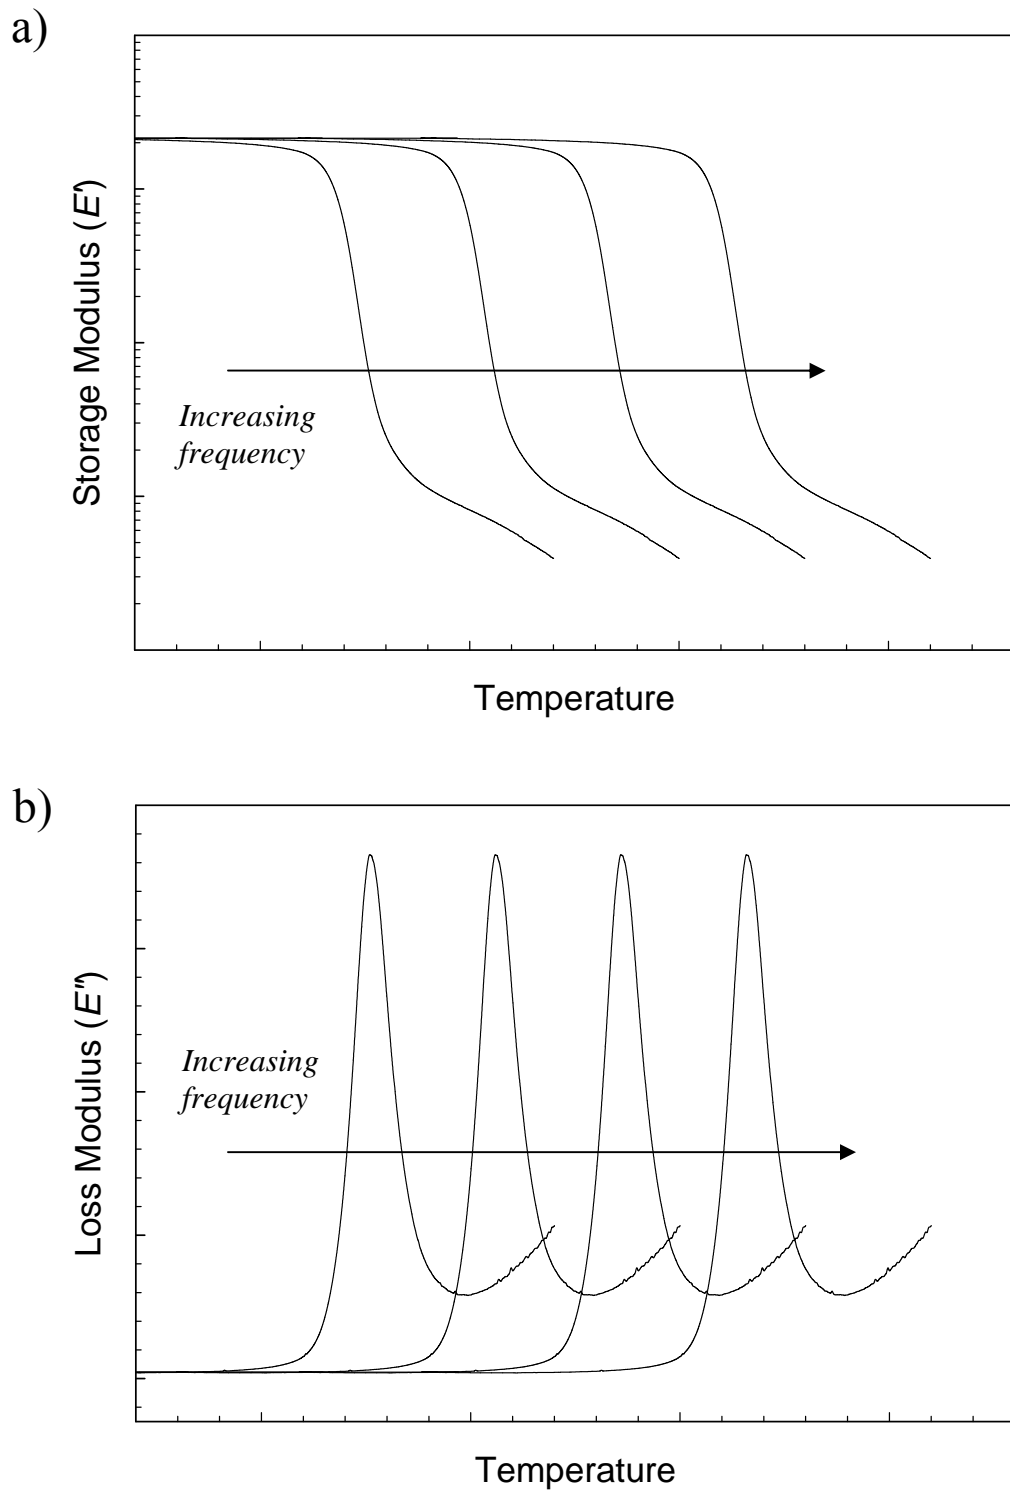 a)
Storage Modulus (E')
Increasing
frequency
Temperature
b)
Loss Modulus (E")
Increasing
frequency
Temperature